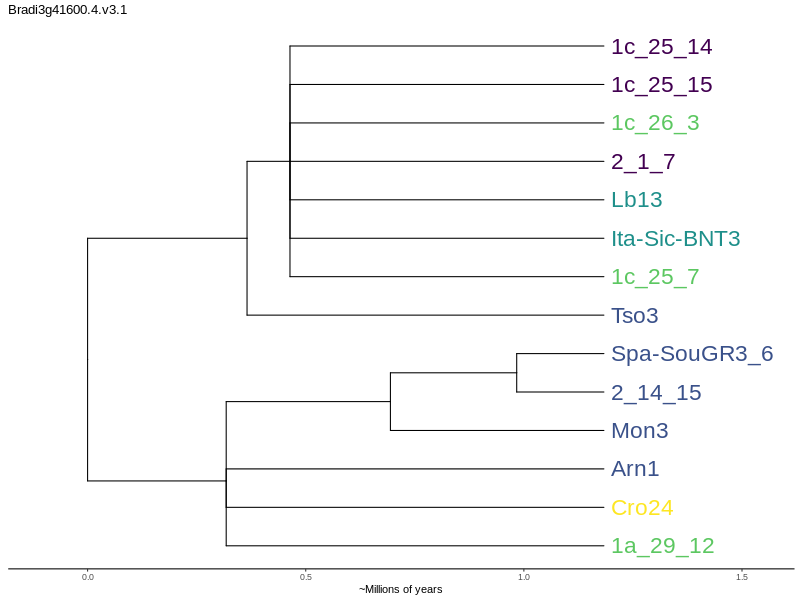 Bradi3g41600.4.v3.1
1c_25_14
1c_25_15
1c_26_3
2_1_7
Lb13
Ita-Sic-BNT3
1c_25_7
Tso3
Spa-SouGR3_6
2_14_15
Mon3
Arn1
Cro24
1a_29_12
0.0 0.5 1.0 1.5
~Millions of years